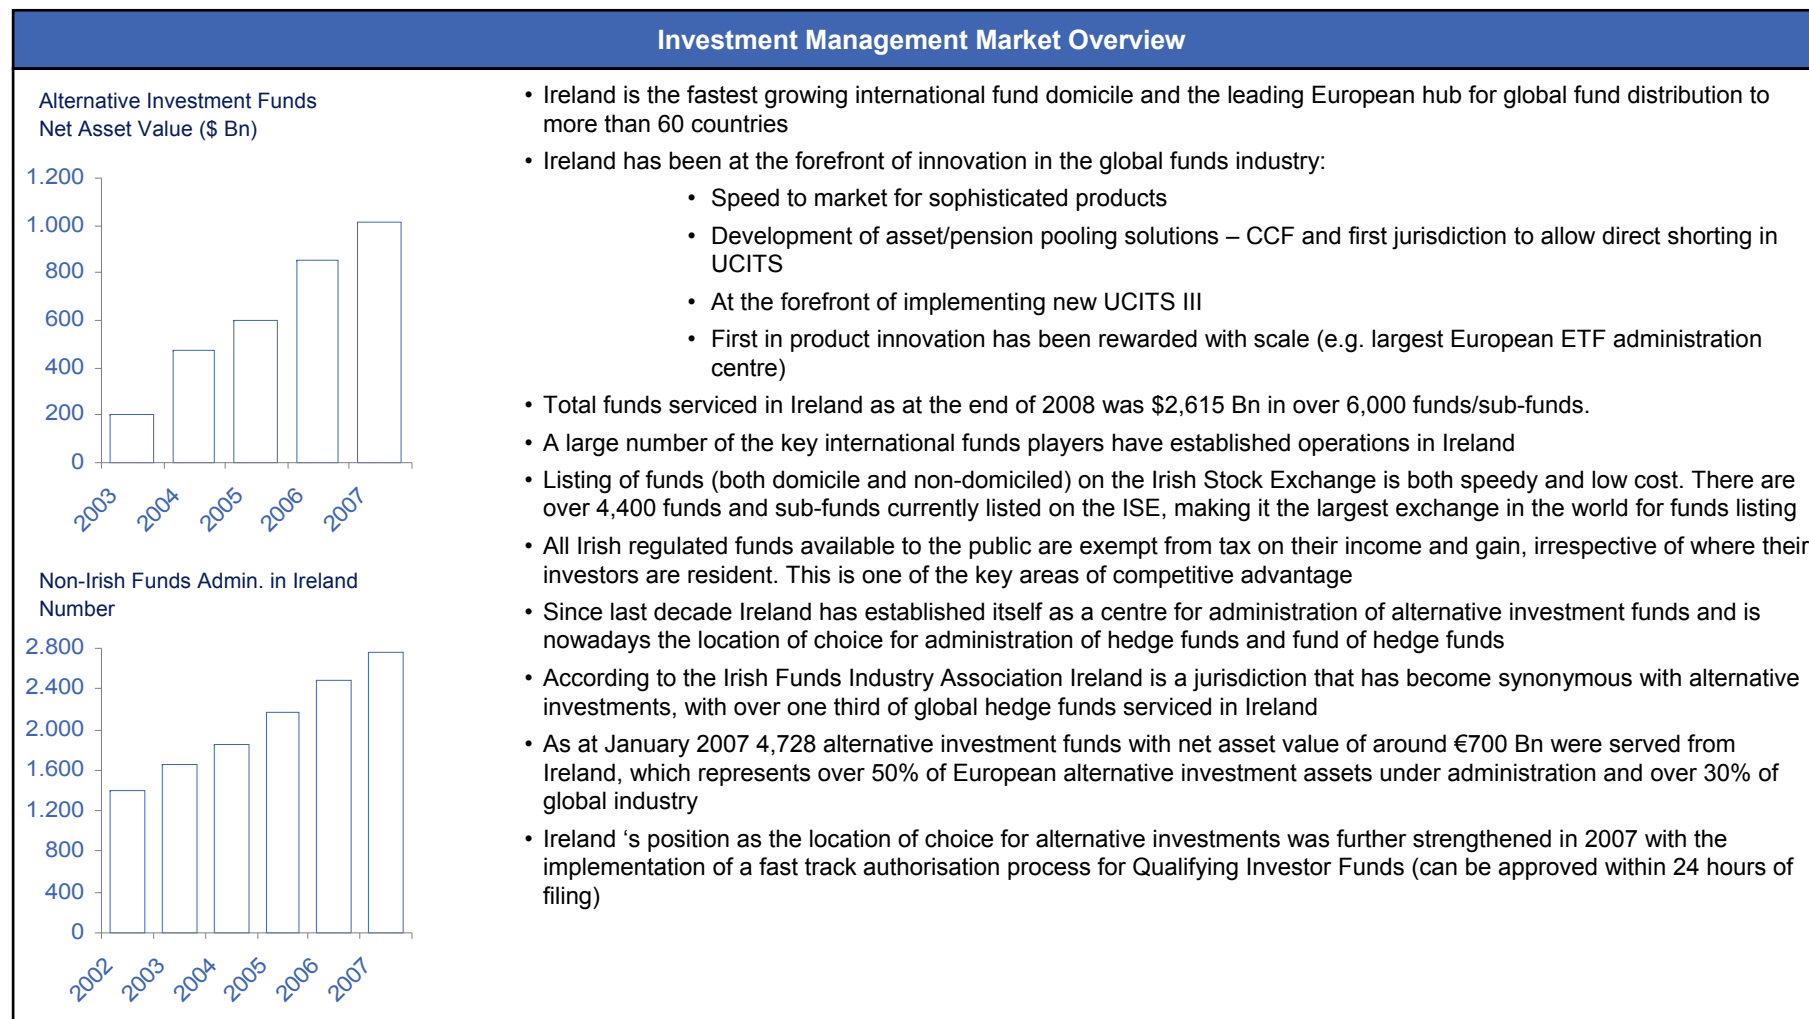 Investment Management Market Overview
Alternative Investment Funds
Net Asset Value ($ Bn)
1.200
1.000
800
600
400
200
0
2003
2004
2005
2006
2007
Non-Irish Funds Admin. in Ireland
Number
2.800
2.400
2.000
1.600
1.200
800
400
0
2002
2003
2004
2005
2006
2007
• Ireland is the fastest growing international fund domicile and the leading European hub for global fund distribution to
more than 60 countries
• Ireland has been at the forefront of innovation in the global funds industry:
• Speed to market for sophisticated products
• Development of asset/pension pooling solutions – CCF and first jurisdiction to allow direct shorting in
UCITS
• At the forefront of implementing new UCITS III
• First in product innovation has been rewarded with scale (e.g. largest European ETF administration
centre)
• Total funds serviced in Ireland as at the end of 2008 was $2,615 Bn in over 6,000 funds/sub-funds.
• A large number of the key international funds players have established operations in Ireland
• Listing of funds (both domicile and non-domiciled) on the Irish Stock Exchange is both speedy and low cost. There are
over 4,400 funds and sub-funds currently listed on the ISE, making it the largest exchange in the world for funds listing
• All Irish regulated funds available to the public are exempt from tax on their income and gain, irrespective of where their
investors are resident. This is one of the key areas of competitive advantage
• Since last decade Ireland has established itself as a centre for administration of alternative investment funds and is
nowadays the location of choice for administration of hedge funds and fund of hedge funds
• According to the Irish Funds Industry Association Ireland is a jurisdiction that has become synonymous with alternative
investments, with over one third of global hedge funds serviced in Ireland
• As at January 2007 4,728 alternative investment funds with net asset value of around €700 Bn were served from
Ireland, which represents over 50% of European alternative investment assets under administration and over 30% of
global industry
• Ireland ‘s position as the location of choice for alternative investments was further strengthened in 2007 with the
implementation of a fast track authorisation process for Qualifying Investor Funds (can be approved within 24 hours of
filing)